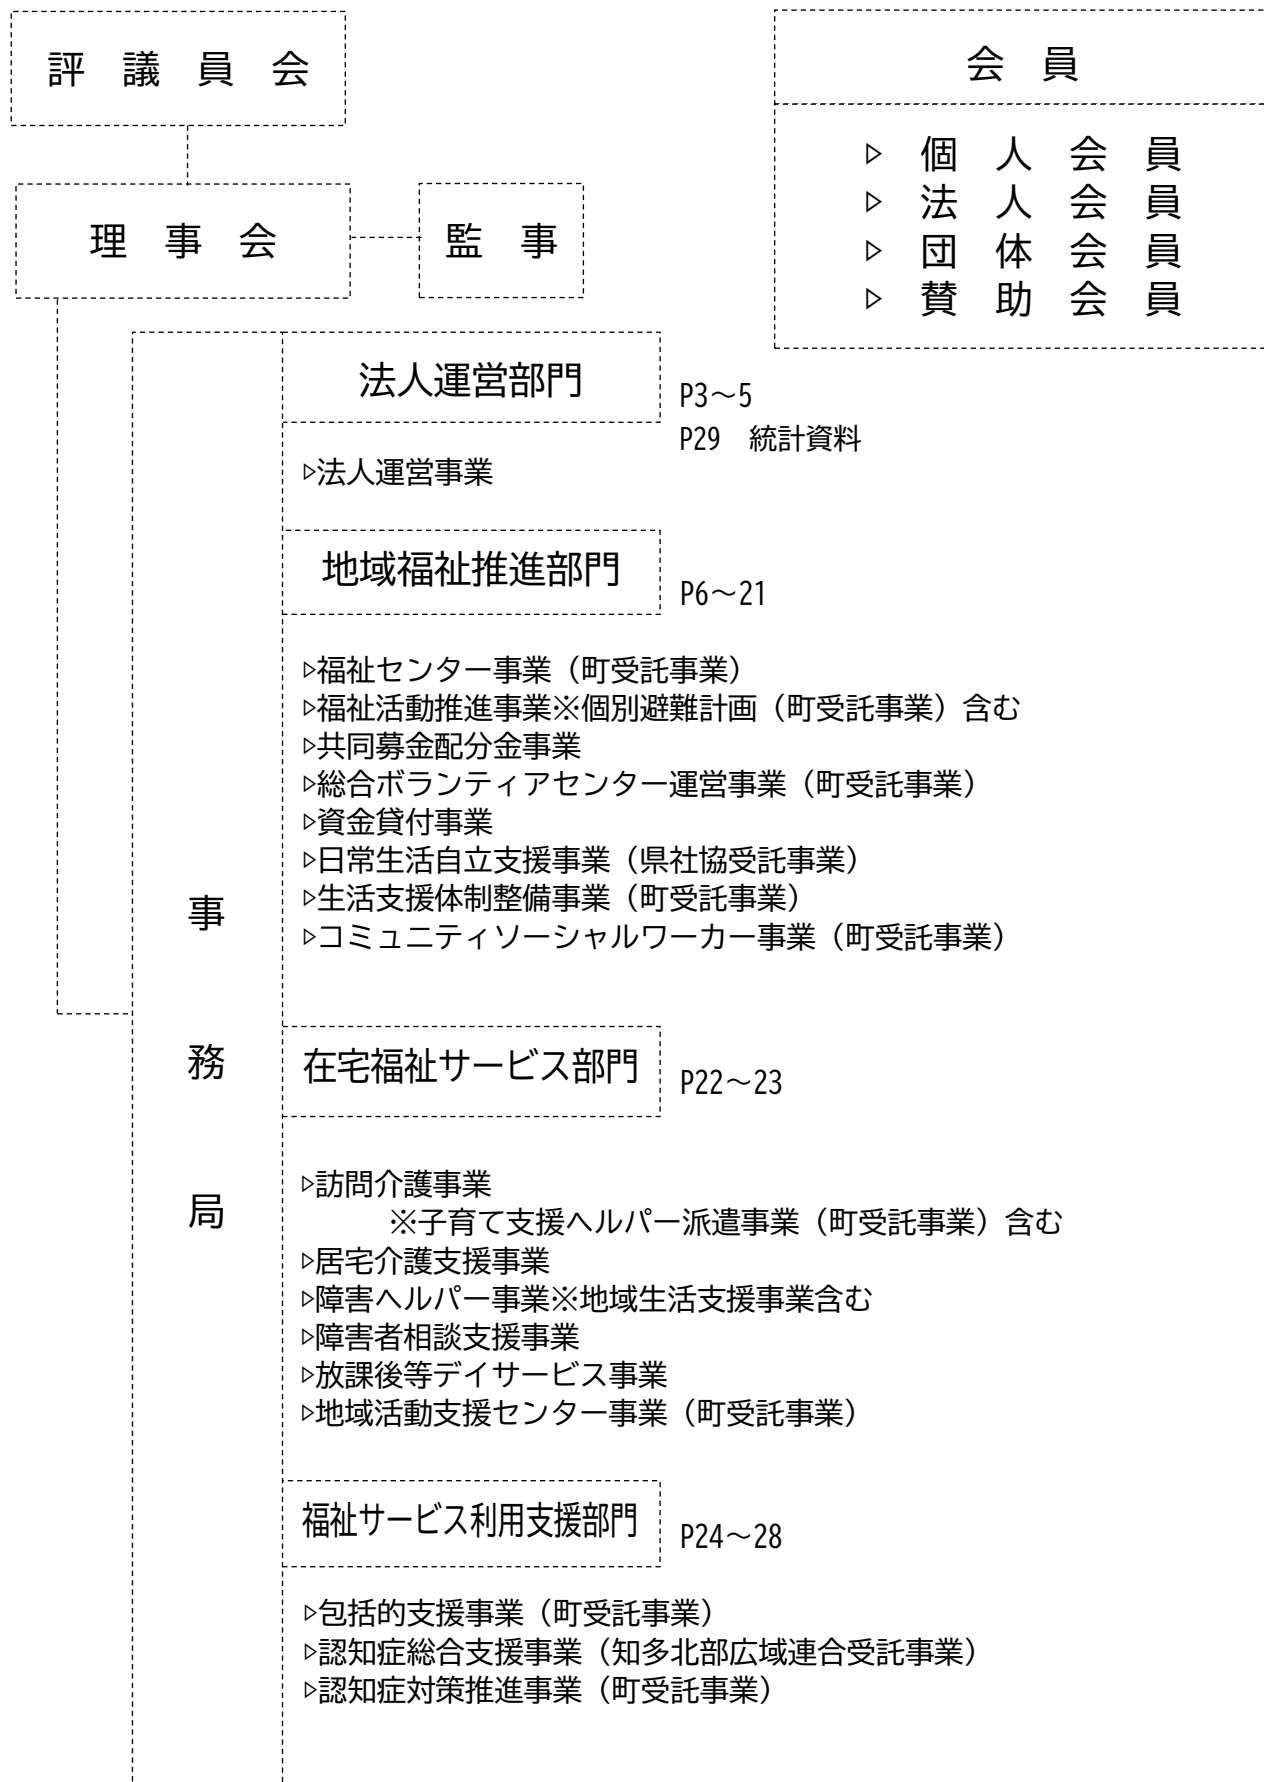 評　議　員　会
会　員
▷　個　人　会　員
▷　法　人　会　員
▷　団　体　会　員
▷　賛　助　会　員
理　事　会
監　事
法人運営部門
P3～5
P29　統計資料
▷法人運営事業
地域福祉推進部門
P6～21
▷福祉センター事業（町受託事業）
▷福祉活動推進事業※個別避難計画（町受託事業）含む
▷共同募金配分金事業
▷総合ボランティアセンター運営事業（町受託事業）
▷資金貸付事業
▷日常生活自立支援事業（県社協受託事業）
▷生活支援体制整備事業（町受託事業）
▷コミュニティソーシャルワーカー事業（町受託事業）
事
務
局
在宅福祉サービス部門
P22～23
▷訪問介護事業
※子育て支援ヘルパー派遣事業（町受託事業）含む
▷居宅介護支援事業
▷障害ヘルパー事業※地域生活支援事業含む
▷障害者相談支援事業
▷放課後等デイサービス事業
▷地域活動支援センター事業（町受託事業）
福祉サービス利用支援部門
P24～28
▷包括的支援事業（町受託事業）
▷認知症総合支援事業（知多北部広域連合受託事業）
▷認知症対策推進事業（町受託事業）